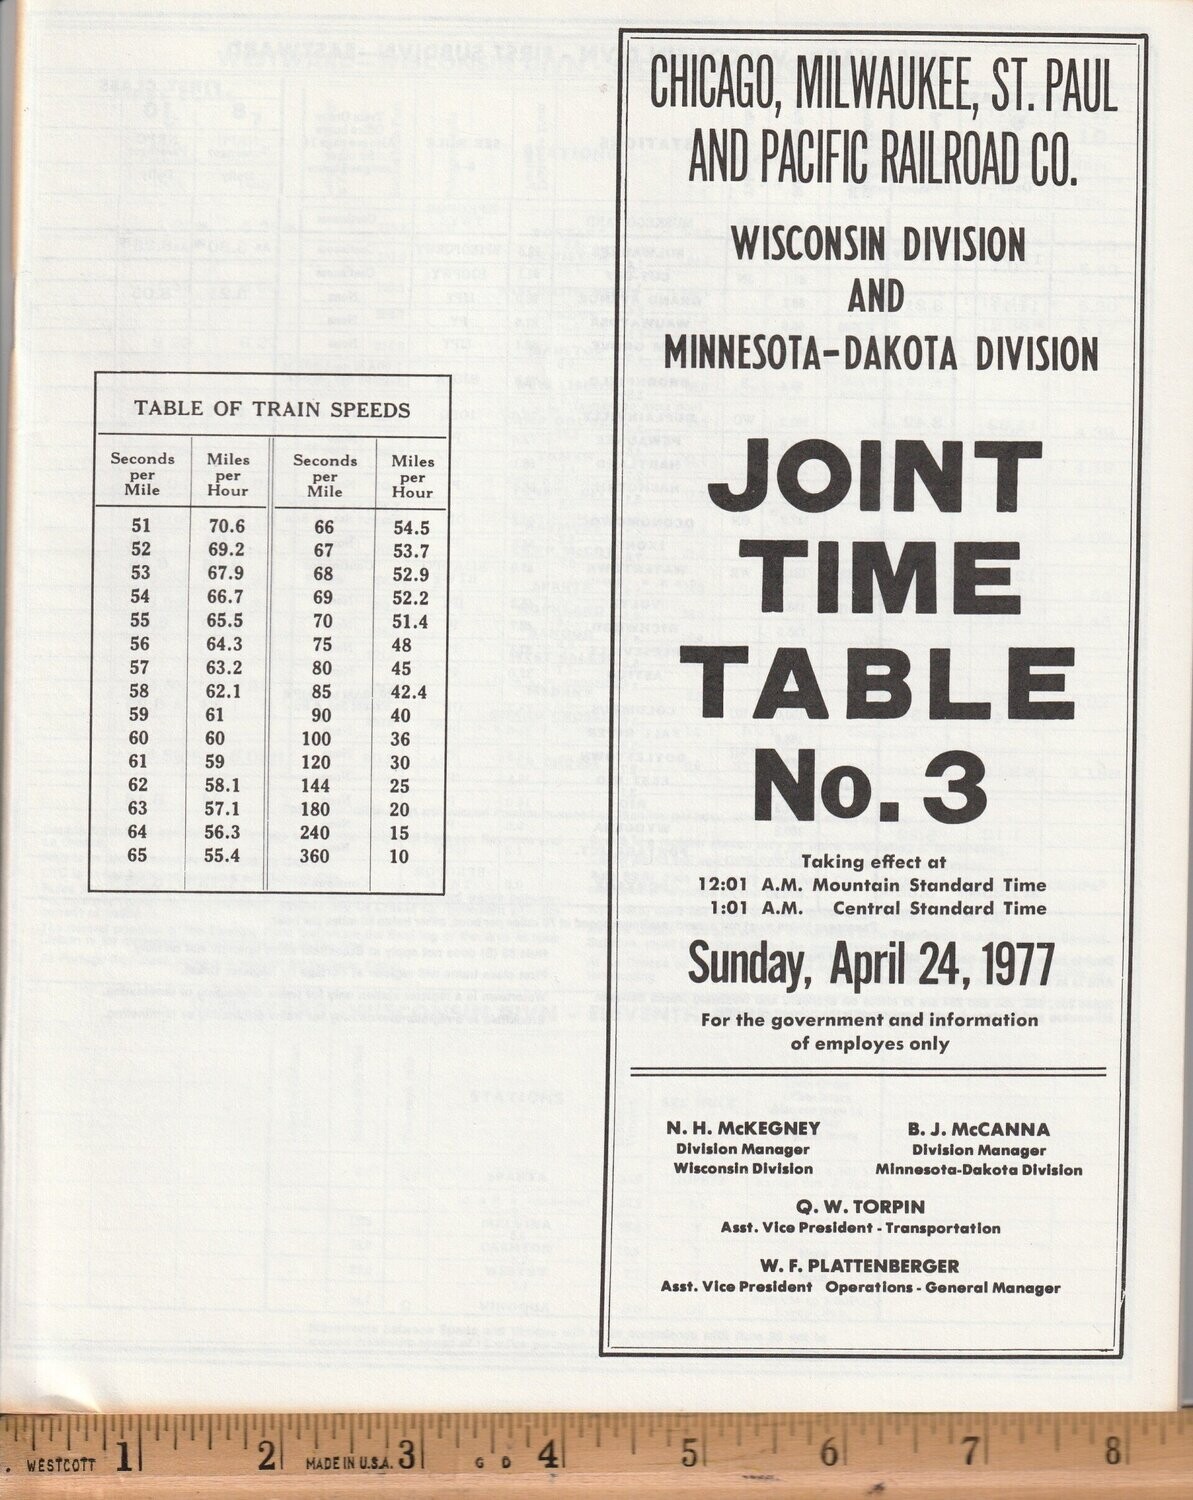 TABLE OF TRAIN SPEEDS
Seconds per Mile | Miles per Hour | Seconds per Mile | Miles per Hour
51 70.6 66 54.5
52 69.2 67 53.7
53 67.9 68 52.9
54 66.7 69 52.2
55 65.5 70 51.4
56 64.3 75 48
57 63.2 80 45
58 62.1 85 42.4
59 61 90 40
60 60 100 36
61 59 120 30
62 58.1 144 25
63 57.1 180 20
64 56.3 240 15
65 55.4 360 10
CHICAGO, MILWAUKEE, ST. PAUL
AND PACIFIC RAILROAD CO.
WISCONSIN DIVISION
AND
MINNESOTA-DAKOTA DIVISION
JOINT
TIME
TABLE
No. 3
Taking effect at
12:01 A.M. Mountain Standard Time
1:01 A.M. Central Standard Time
Sunday, April 24, 1977
For the government and information
of employes only
N. H. McKEGNEY
Division Manager
Wisconsin Division
B. J. McCANNA
Division Manager
Minnesota-Dakota Division
Q. W. TORPIN
Asst. Vice President - Transportation
W. F. PLATTENBERGER
Asst. Vice President Operations - General Manager
WESTCOTT 1 2 MADE IN U.S.A. 3 G D 4 5 6 7 8